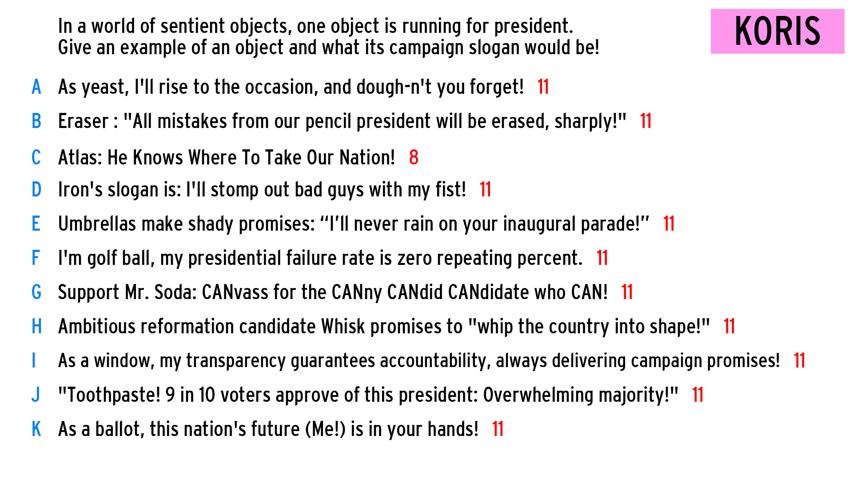 In a world of sentient objects, one object is running for president.
Give an example of an object and what its campaign slogan would be!
KORIS
A As yeast, I'll rise to the occasion, and dough-n't you forget! 11
B Eraser : "All mistakes from our pencil president will be erased, sharply!" 11
C Atlas: He Knows Where To Take Our Nation! 8
D Iron's slogan is: I'll stomp out bad guys with my fist! 11
E Umbrellas make shady promises: “I’ll never rain on your inaugural parade!” 11
F I'm golf ball, my presidential failure rate is zero repeating percent. 11
G Support Mr. Soda: CANvass for the CANny CANdid CANdidate who CAN! 11
H Ambitious reformation candidate Whisk promises to "whip the country into shape!" 11
I As a window, my transparency guarantees accountability, always delivering campaign promises! 11
J "Toothpaste! 9 in 10 voters approve of this president: Overwhelming majority!" 11
K As a ballot, this nation's future (Me!) is in your hands! 11